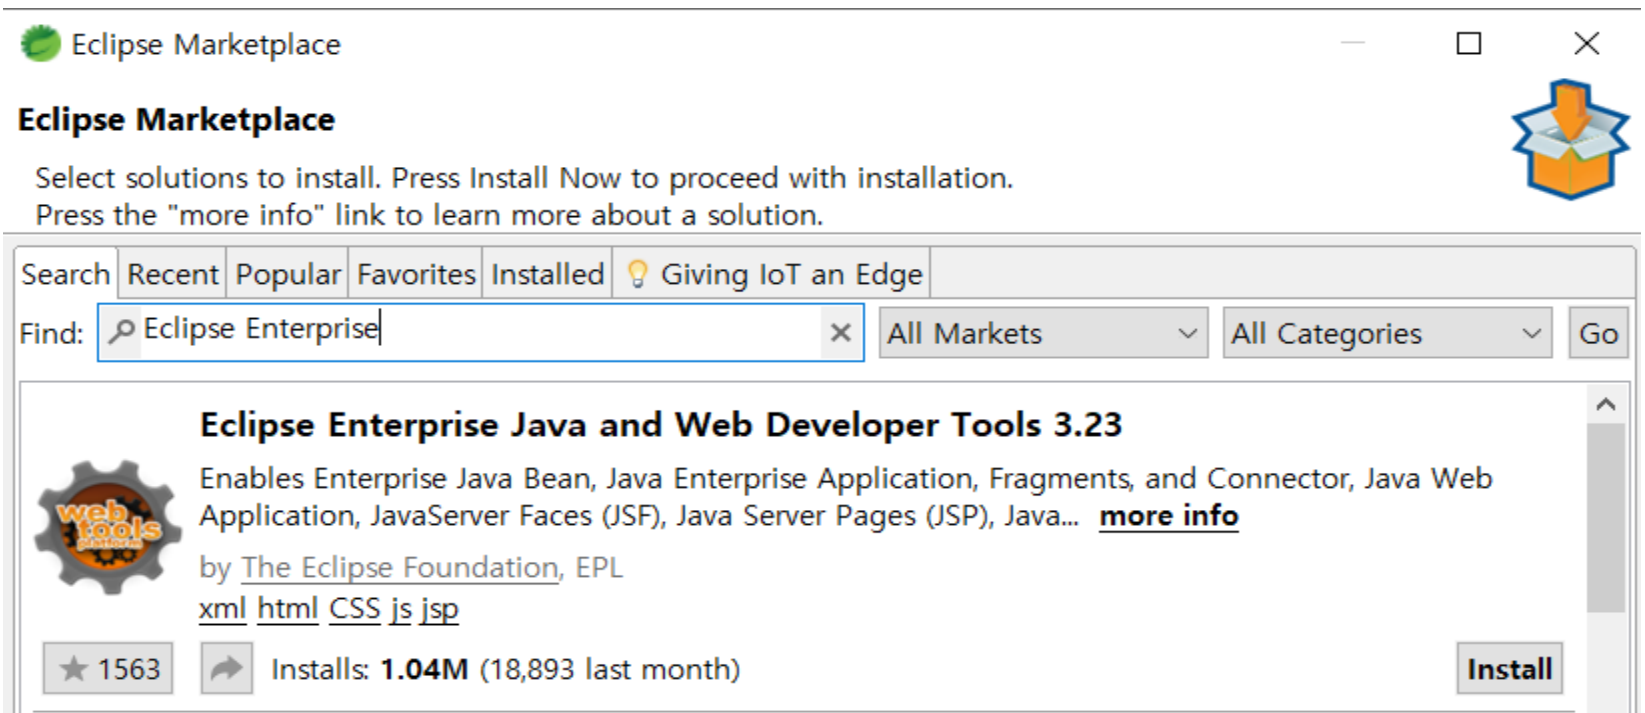 Eclipse Marketplace
Eclipse Marketplace
Select solutions to install. Press Install Now to proceed with installation.
Press the "more info" link to learn more about a solution.
Search Recent Popular Favorites Installed Giving IoT an Edge
Find: Eclipse Enterprise All Markets All Categories Go
Eclipse Enterprise Java and Web Developer Tools 3.23
Enables Enterprise Java Bean, Java Enterprise Application, Fragments, and Connector, Java Web
Application, JavaServer Faces (JSF), Java Server Pages (JSP), Java... more info
web
tools
platform
by The Eclipse Foundation, EPL
xml html CSS js jsp
1563 Installs: 1.04M (18,893 last month) Install